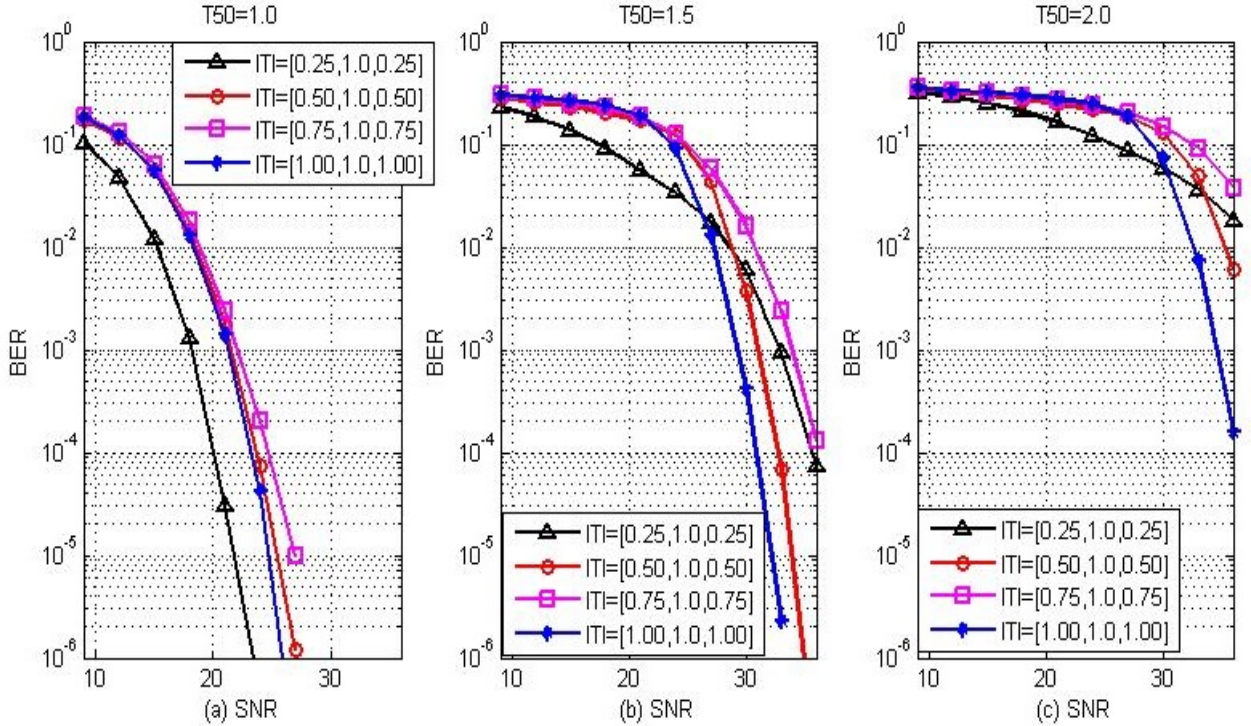 T50=1.0
10^0
10^-1
10^-2
10^-3
10^-4
10^-5
10^-6
BER
ITI=[0.25,1.0,0.25]
ITI=[0.50,1.0,0.50]
ITI=[0.75,1.0,0.75]
ITI=[1.00,1.0,1.00]
10 20 30
(a) SNR
T50=1.5
10^0
10^-1
10^-2
10^-3
10^-4
10^-5
10^-6
BER
ITI=[0.25,1.0,0.25]
ITI=[0.50,1.0,0.50]
ITI=[0.75,1.0,0.75]
ITI=[1.00,1.0,1.00]
10 20 30
(b) SNR
T50=2.0
10^0
10^-1
10^-2
10^-3
10^-4
10^-5
10^-6
BER
ITI=[0.25,1.0,0.25]
ITI=[0.50,1.0,0.50]
ITI=[0.75,1.0,0.75]
ITI=[1.00,1.0,1.00]
10 20 30
(c) SNR